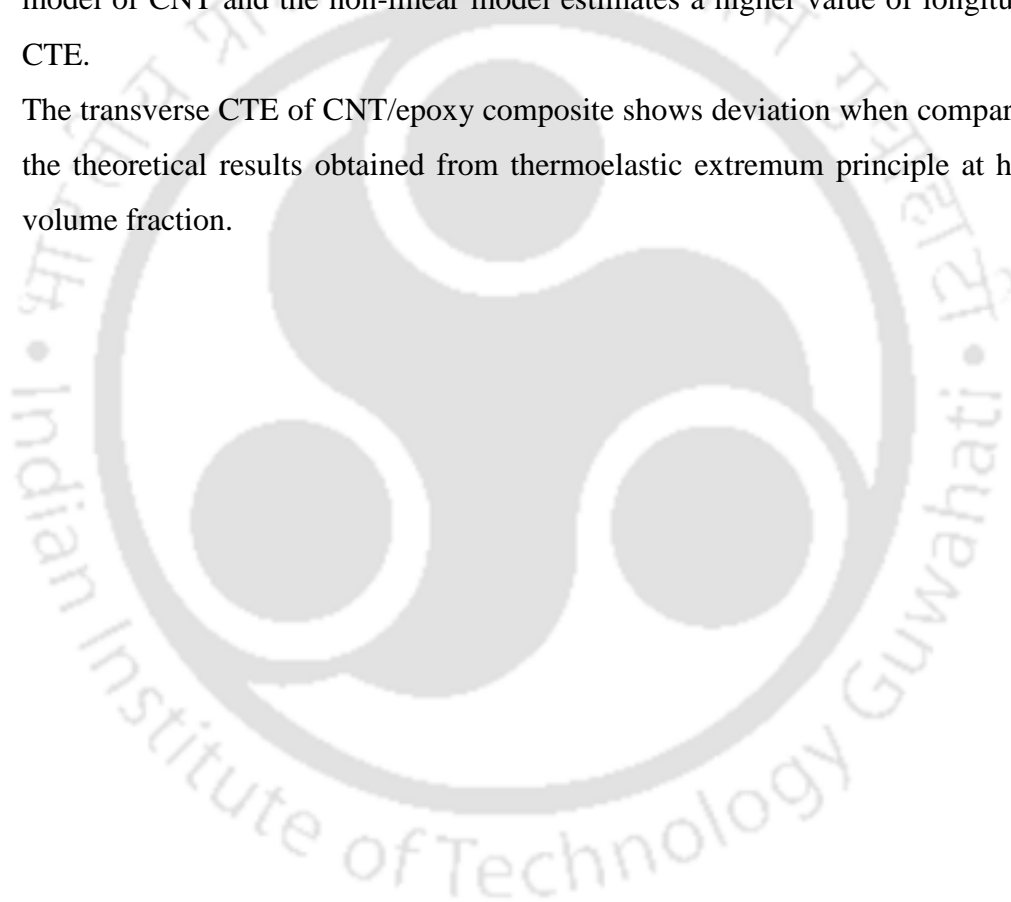 model of CNT and the non-linear model estimates a higher value of longitu
CTE.
The transverse CTE of CNT/epoxy composite shows deviation when compar
the theoretical results obtained from thermoelastic extremum principle at h
volume fraction.
Indian Institute of Technology Guwahati